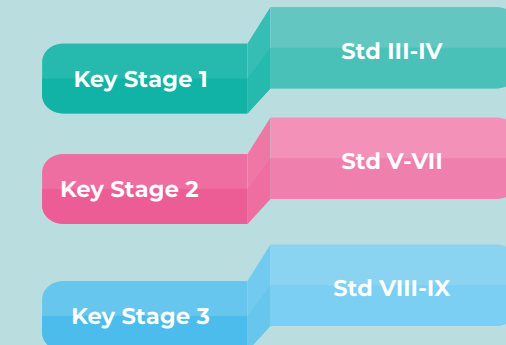 Key Stage 1
Std III-IV
Key Stage 2
Std V-VII
Key Stage 3
Std VIII-IX